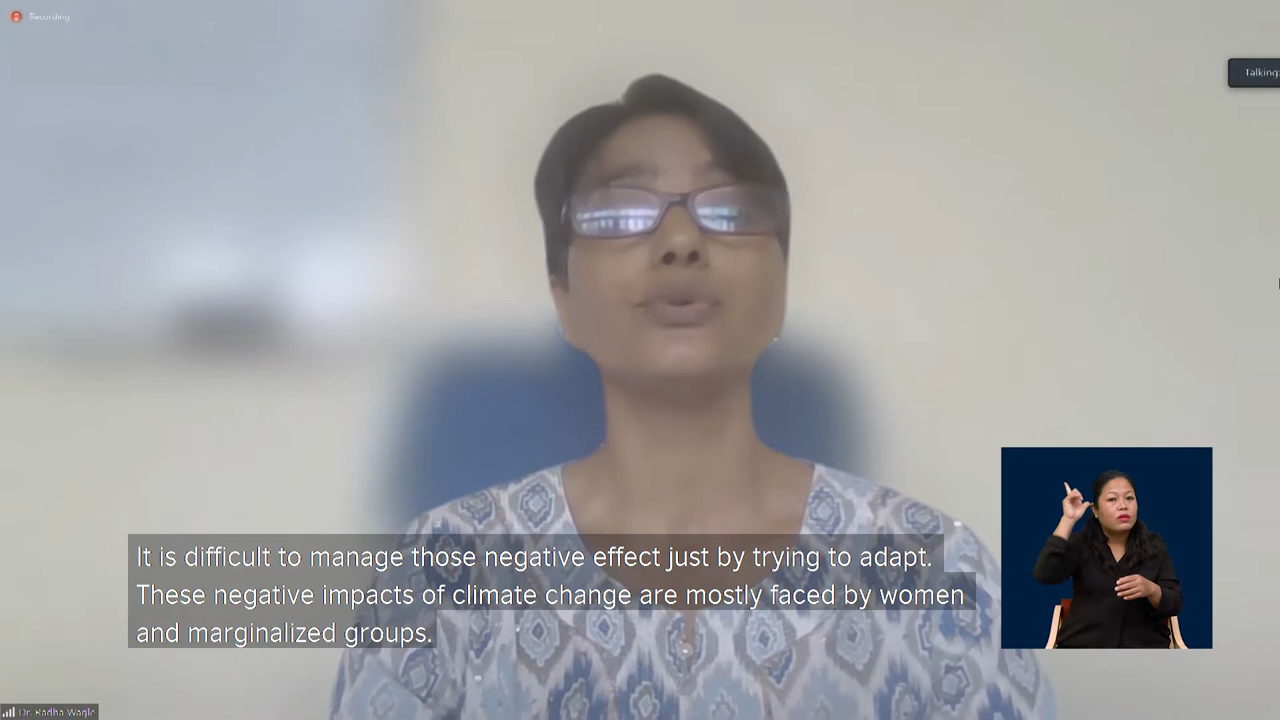 Recording
Talking:
It is difficult to manage those negative effect just by trying to adapt.
These negative impacts of climate change are mostly faced by women
and marginalized groups.
Dr. Radha Wagle